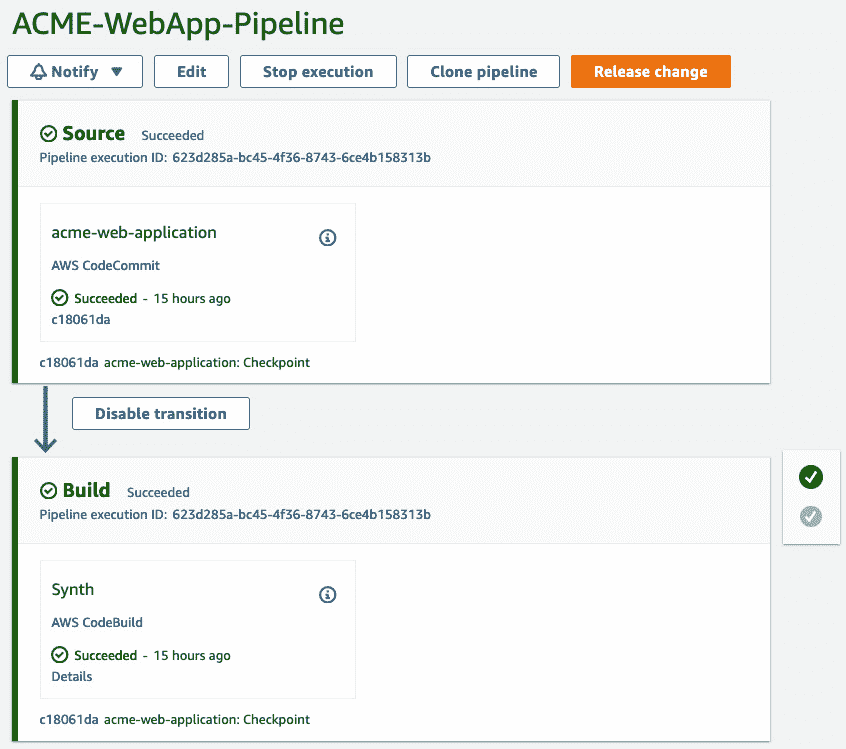 ACME-WebApp-Pipeline
Notify Edit Stop execution Clone pipeline Release change
Source Succeeded
Pipeline execution ID: 623d285a-bc45-4f36-8743-6ce4b158313b
acme-web-application
AWS CodeCommit
Succeeded - 15 hours ago
c18061da
c18061da acme-web-application: Checkpoint
Disable transition
Build Succeeded
Pipeline execution ID: 623d285a-bc45-4f36-8743-6ce4b158313b
Synth
AWS CodeBuild
Succeeded - 15 hours ago
Details
c18061da acme-web-application: Checkpoint